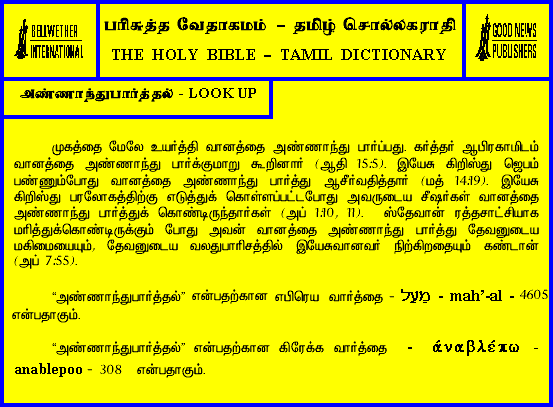 BELLWETHER
INTERNATIONAL
பரிசுத்த வேதாகமம் – தமிழ் சொல்லகராதி
THE HOLY BIBLE – TAMIL DICTIONARY
GOOD NEWS
PUBLISHERS
அண்ணாந்துபார்த்தல் - LOOK UP
முகத்தை மேலே உயர்த்தி வானத்தை அண்ணாந்து பார்ப்பது. கர்த்தர் ஆபிரகாமிடம்
வானத்தை அண்ணாந்து பார்க்குமாறு கூறினார் (ஆதி 15:5). இயேசு கிறிஸ்து ஜெபம்
பண்ணும்போது வானத்தை அண்ணாந்து பார்த்து ஆசீர்வதித்தார் (மத் 14:19). இயேசு
கிறிஸ்து பரலோகத்திற்கு எடுத்துக் கொள்ளப்பட்டபோது அவருடைய சீஷர்கள் வானத்தை
அண்ணாந்து பார்த்துக் கொண்டிருந்தார்கள் (அப் 1:10, 11). ஸ்தேவான் ரத்தசாட்சியாக
மரித்துக்கொண்டிருக்கும் போது அவன் வானத்தை அண்ணாந்து பார்த்து தேவனுடைய
மகிமையையும், தேவனுடைய வலதுபாரிசத்தில் இயேசுவானவர் நிற்கிறதையும் கண்டான்
(அப் 7:55).
“அண்ணாந்துபார்த்தல்” என்பதற்கான எபிரெய வார்த்தை - מַעַל - mah’-al - 4605
என்பதாகும்.
“அண்ணாந்துபார்த்தல்” என்பதற்கான கிரேக்க வார்த்தை - ἀναβλέπω -
anablepoo - 308 என்பதாகும்.